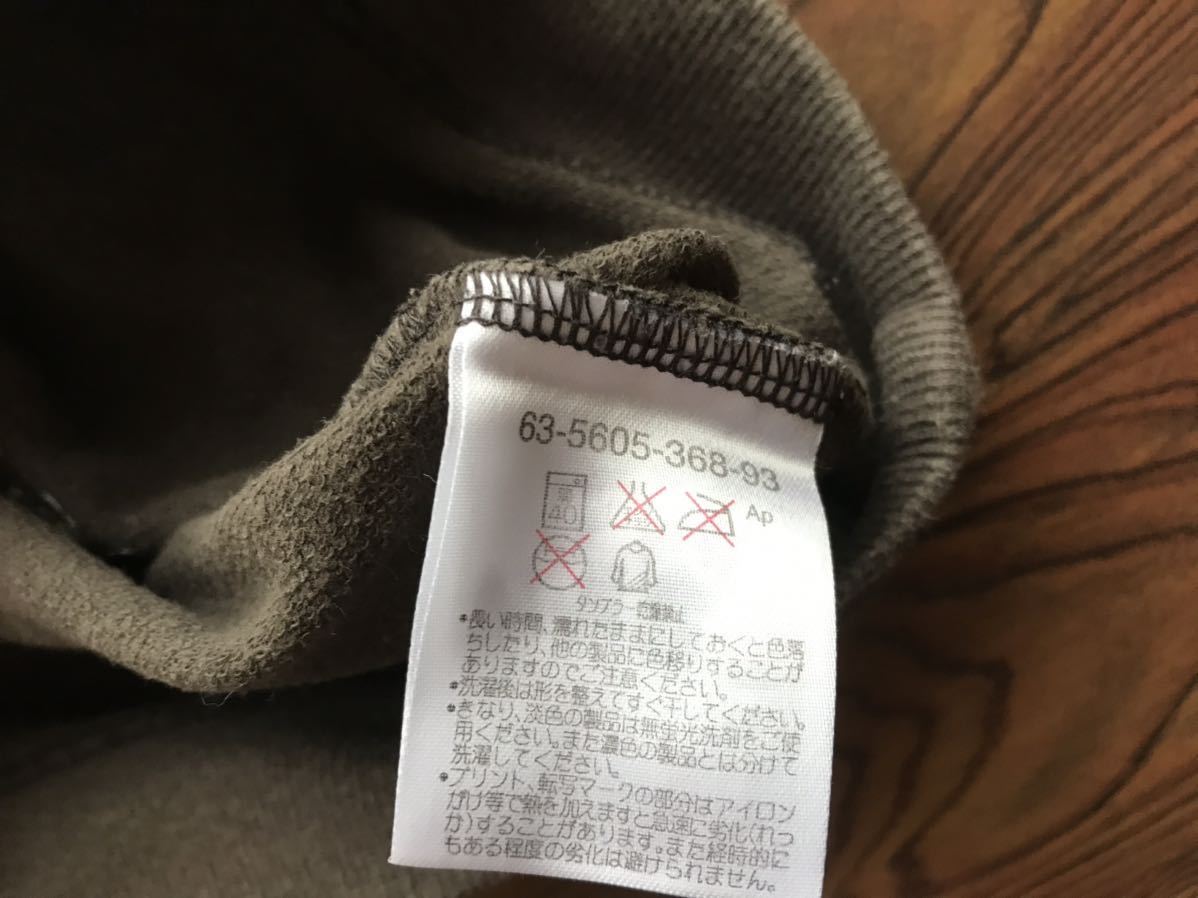 63-5605-368-93
40
Ap
タンブラー乾燥禁止
•長い時間、濡れたままにしておくと色落
ちしたり、他の製品に色移りすることが
ありますのでご注意ください。
•洗濯後は形を整えてすぐ干してください。
•きなり、淡色の製品は無蛍光洗剤をご使
用ください。また濃色の製品とは分けて
洗濯してください。
•プリント、転写マークの部分はアイロン
がけ等で熱を加えますと急速に劣化(れっ
か)することがあります。また経時的に
もある程度の劣化は避けられません。